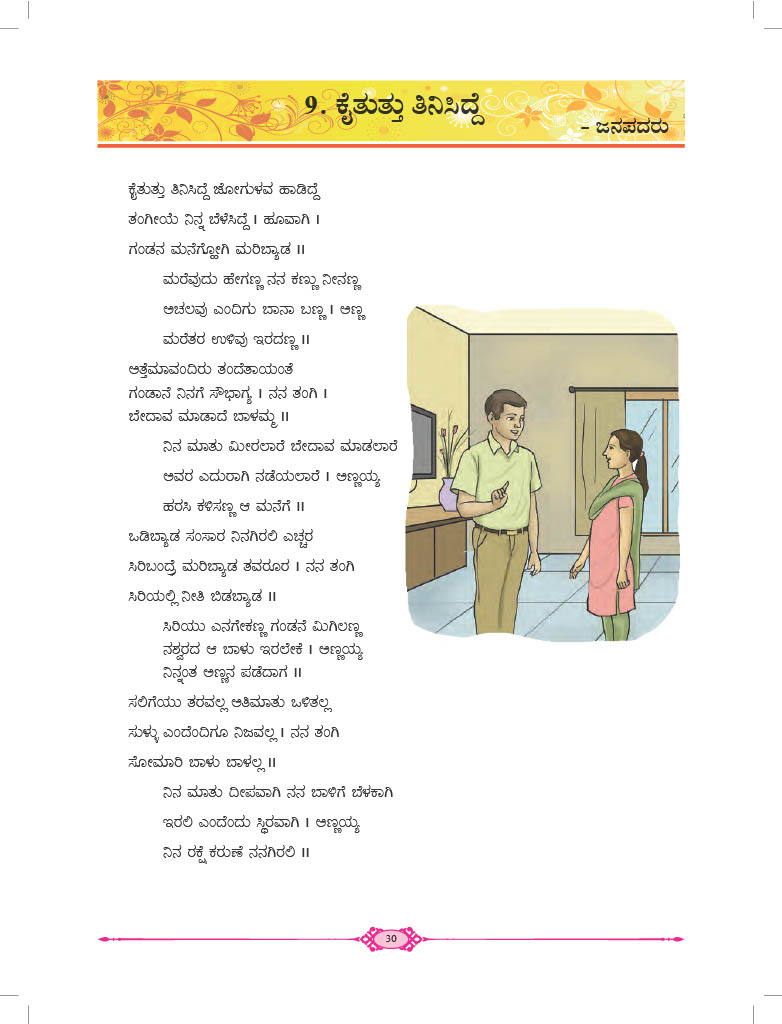 9. ಕೈತುತ್ತು ತಿನಿಸಿದ್ದೆ
– ಜನಪದರು
ಕೈತುತ್ತು ತಿನಿಸಿದ್ದೆ ಜೋಗುಳವ ಹಾಡಿದ್ದೆ
ತಂಗೀಯೆ ನಿನ್ನ ಬೆಳೆಸಿದ್ದೆ । ಹೂವಾಗಿ ।
ಗಂಡನ ಮನೆಗ್ಹೋಗಿ ಮರಿಬ್ಯಾಡ ॥
ಮರೆವುದು ಹೇಗಣ್ಣ ನನ ಕಣ್ಣು ನೀನಣ್ಣ
ಅಚಲವು ಎಂದಿಗು ಬಾನಾ ಬಣ್ಣ । ಅಣ್ಣ
ಮರೆತರ ಉಳಿವು ಇರದಣ್ಣ ॥
ಅತ್ತೆಮಾವಂದಿರು ತಂದೆತಾಯಂತೆ
ಗಂಡಾನೆ ನಿನಗೆ ಸೌಭಾಗ್ಯ । ನನ ತಂಗಿ ।
ಬೇದಾವ ಮಾಡಾದೆ ಬಾಳಮ್ಮ ॥
ನಿನ ಮಾತು ಮೀರಲಾರೆ ಬೇದಾವ ಮಾಡಲಾರೆ
ಅವರ ಎದುರಾಗಿ ನಡೆಯಲಾರೆ । ಅಣ್ಣಯ್ಯ
ಹರಸಿ ಕಳಿಸಣ್ಣ ಆ ಮನೆಗೆ ॥
ಒಡಿಬ್ಯಾಡ ಸಂಸಾರ ನಿನಗಿರಲಿ ಎಚ್ಚರ
ಸಿರಿಬಂದ್ರೆ ಮರಿಬ್ಯಾಡ ತವರೂರ । ನನ ತಂಗಿ
ಸಿರಿಯಲ್ಲಿ ನೀತಿ ಬಿಡಬ್ಯಾಡ ॥
ಸಿರಿಯು ಎನಗೇಕಣ್ಣ ಗಂಡನೆ ಮಿಗಿಲಣ್ಣ
ನಶ್ವರದ ಆ ಬಾಳು ಇರಲೇಕೆ । ಅಣ್ಣಯ್ಯ
ನಿನ್ನಂತ ಅಣ್ಣನ ಪಡೆದಾಗ ॥
ಸಲಿಗೆಯು ತರವಲ್ಲ ಅತಿಮಾತು ಒಳಿತಲ್ಲ
ಸುಳ್ಳು ಎಂದೆಂದಿಗೂ ನಿಜವಲ್ಲ । ನನ ತಂಗಿ
ಸೋಮಾರಿ ಬಾಳು ಬಾಳಲ್ಲ ॥
ನಿನ ಮಾತು ದೀಪವಾಗಿ ನನ ಬಾಳಿಗೆ ಬೆಳಕಾಗಿ
ಇರಲಿ ಎಂದೆಂದು ಸ್ಥಿರವಾಗಿ । ಅಣ್ಣಯ್ಯ
ನಿನ ರಕ್ಷೆ ಕರುಣೆ ನನಗಿರಲಿ ॥
30